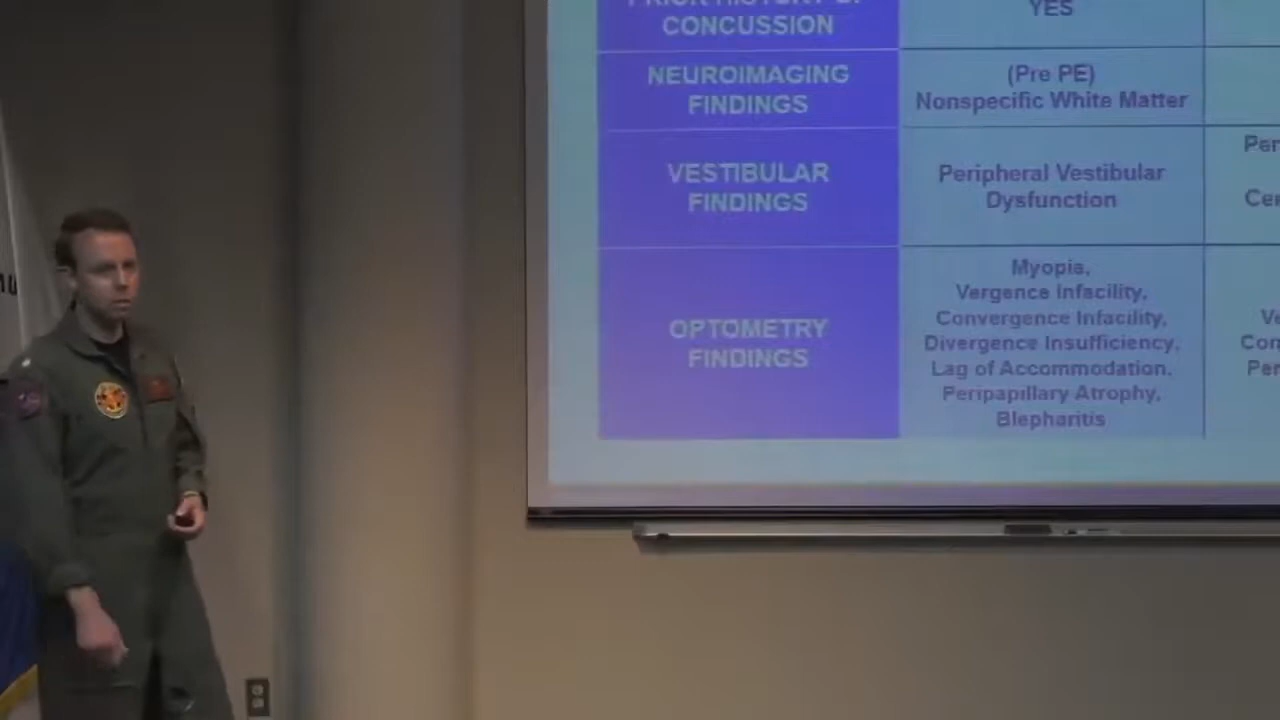 CONCUSSION
YES
NEUROIMAGING
FINDINGS
(Pre PE)
Nonspecific White Matter
VESTIBULAR
FINDINGS
Peripheral Vestibular
Dysfunction
OPTOMETRY
FINDINGS
Myopia,
Vergence Infacility,
Convergence Infacility,
Divergence Insufficiency,
Lag of Accommodation,
Peripapillary Atrophy,
Blepharitis